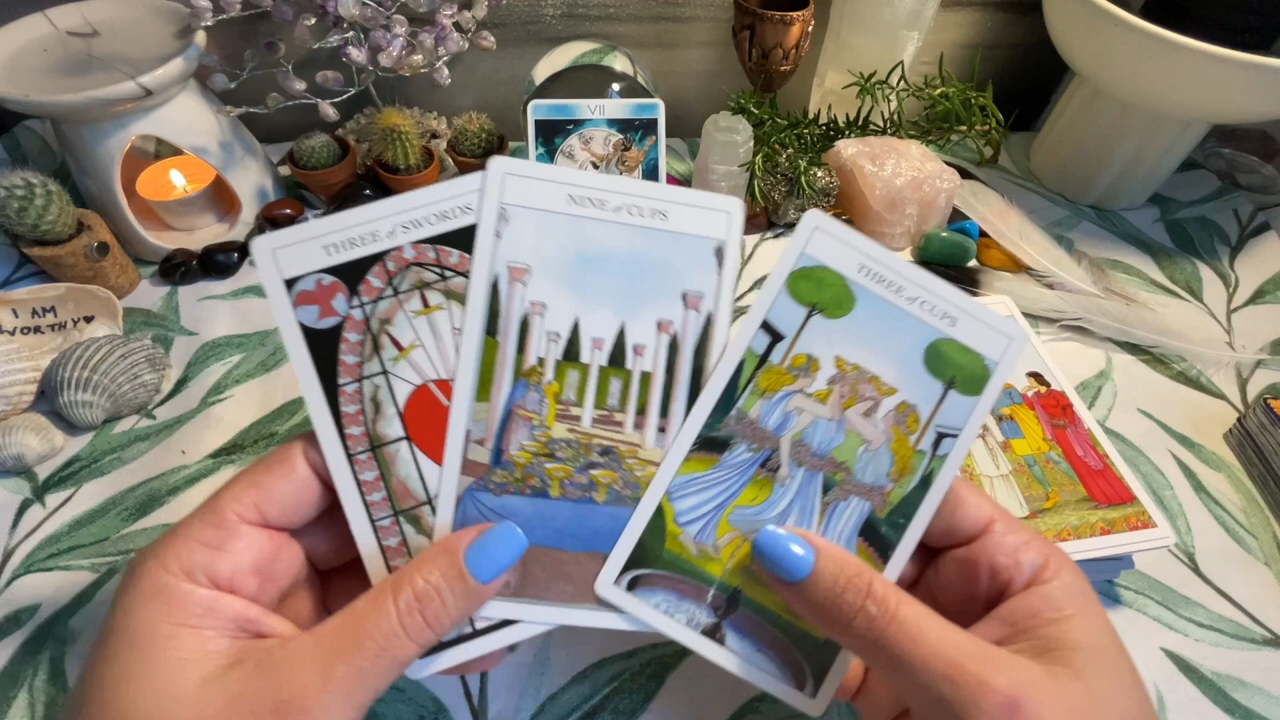 VII
THREE of SWORDS
NINE of CUPS
THREE of CUPS
I AM
WORTHY♥